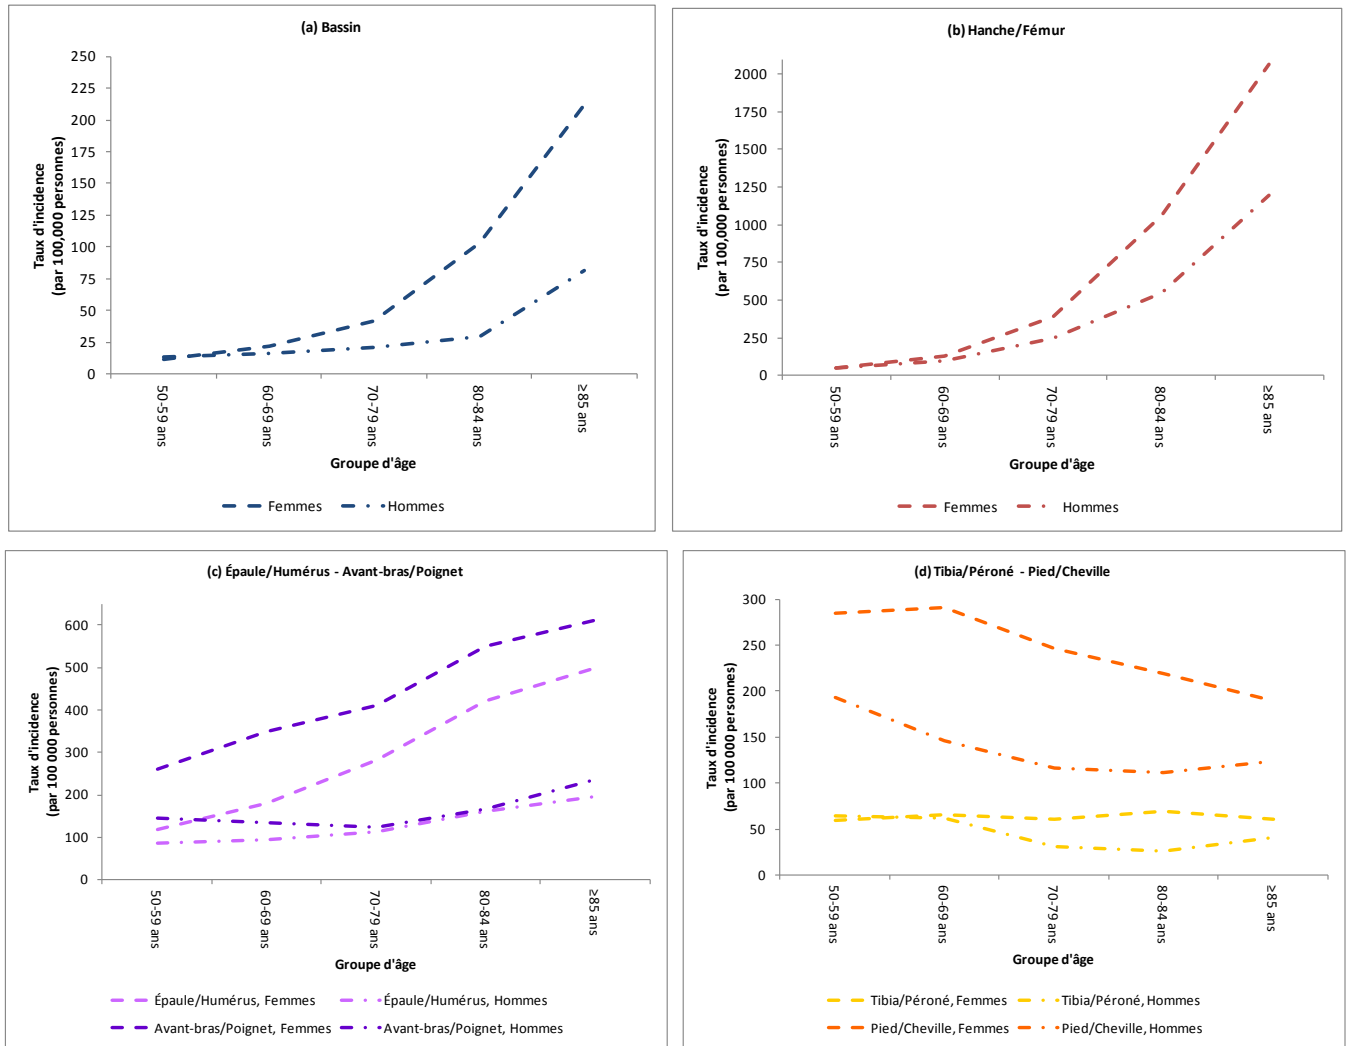 (a) Bassin
250
225
200
175
150
125
100
75
50
25
0
Taux d'incidence
(par 100,000 personnes)
50-59 ans
60-69 ans
70-79 ans
80-84 ans
≥85 ans
Groupe d'âge
Femmes
Hommes
(b) Hanche/Fémur
2000
1750
1500
1250
1000
750
500
250
0
Taux d'incidence
(par 100,000 personnes)
50-59 ans
60-69 ans
70-79 ans
80-84 ans
≥85 ans
Groupe d'âge
Femmes
Hommes
(c) Épaule/Humérus - Avant-bras/Poignet
600
500
400
300
200
100
0
Taux d'incidence
(par 100 000 personnes)
50-59 ans
60-69 ans
70-79 ans
80-84 ans
≥85 ans
Groupe d'âge
Épaule/Humérus, Femmes
Épaule/Humérus, Hommes
Avant-bras/Poignet, Femmes
Avant-bras/Poignet, Hommes
(d) Tibia/Péroné - Pied/Cheville
300
250
200
150
100
50
0
Taux d'incidence
(par 100 000 personnes)
50-59 ans
60-69 ans
70-79 ans
80-84 ans
≥85 ans
Groupe d'âge
Tibia/Péroné, Femmes
Tibia/Péroné, Hommes
Pied/Cheville, Femmes
Pied/Cheville, Hommes